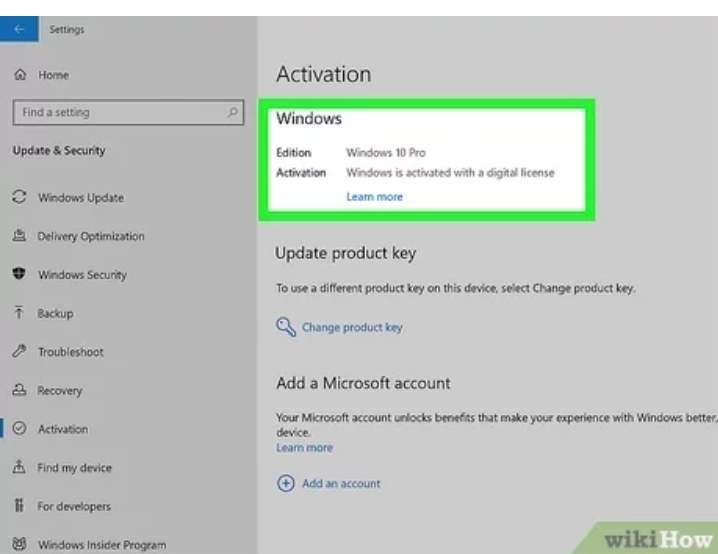 Settings
Home
Find a setting
Update & Security
Windows Update
Delivery Optimization
Windows Security
Backup
Troubleshoot
Recovery
Activation
Find my device
For developers
Windows Insider Program
Activation
Windows
Edition Windows 10 Pro
Activation Windows is activated with a digital license
Learn more
Update product key
To use a different product key on this device, select Change product key.
Change product key
Add a Microsoft account
Your Microsoft account unlocks benefits that make your experience with Windows better,
device.
Learn more
Add an account
wikiHow